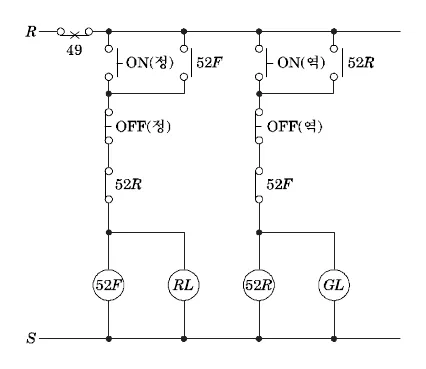 R
49
ON(정)
52F
ON(역)
52R
OFF(정)
OFF(역)
52R
52F
52F
RL
52R
GL
S